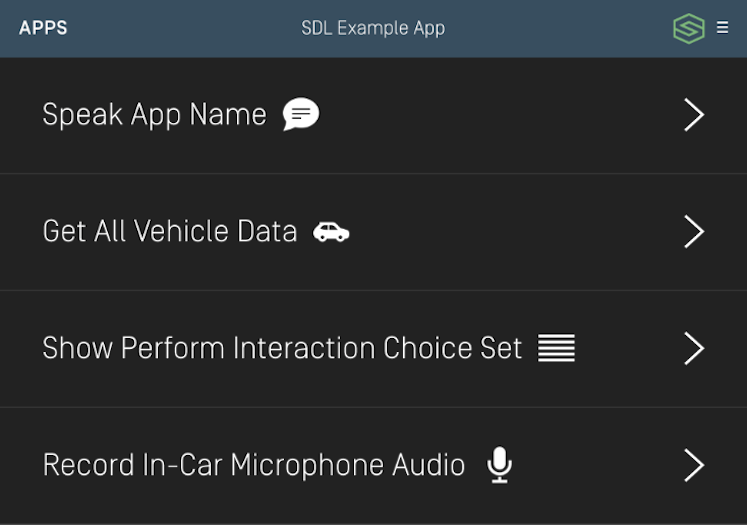 APPS
SDL Example App
Speak App Name
Get All Vehicle Data
Show Perform Interaction Choice Set
Record In-Car Microphone Audio